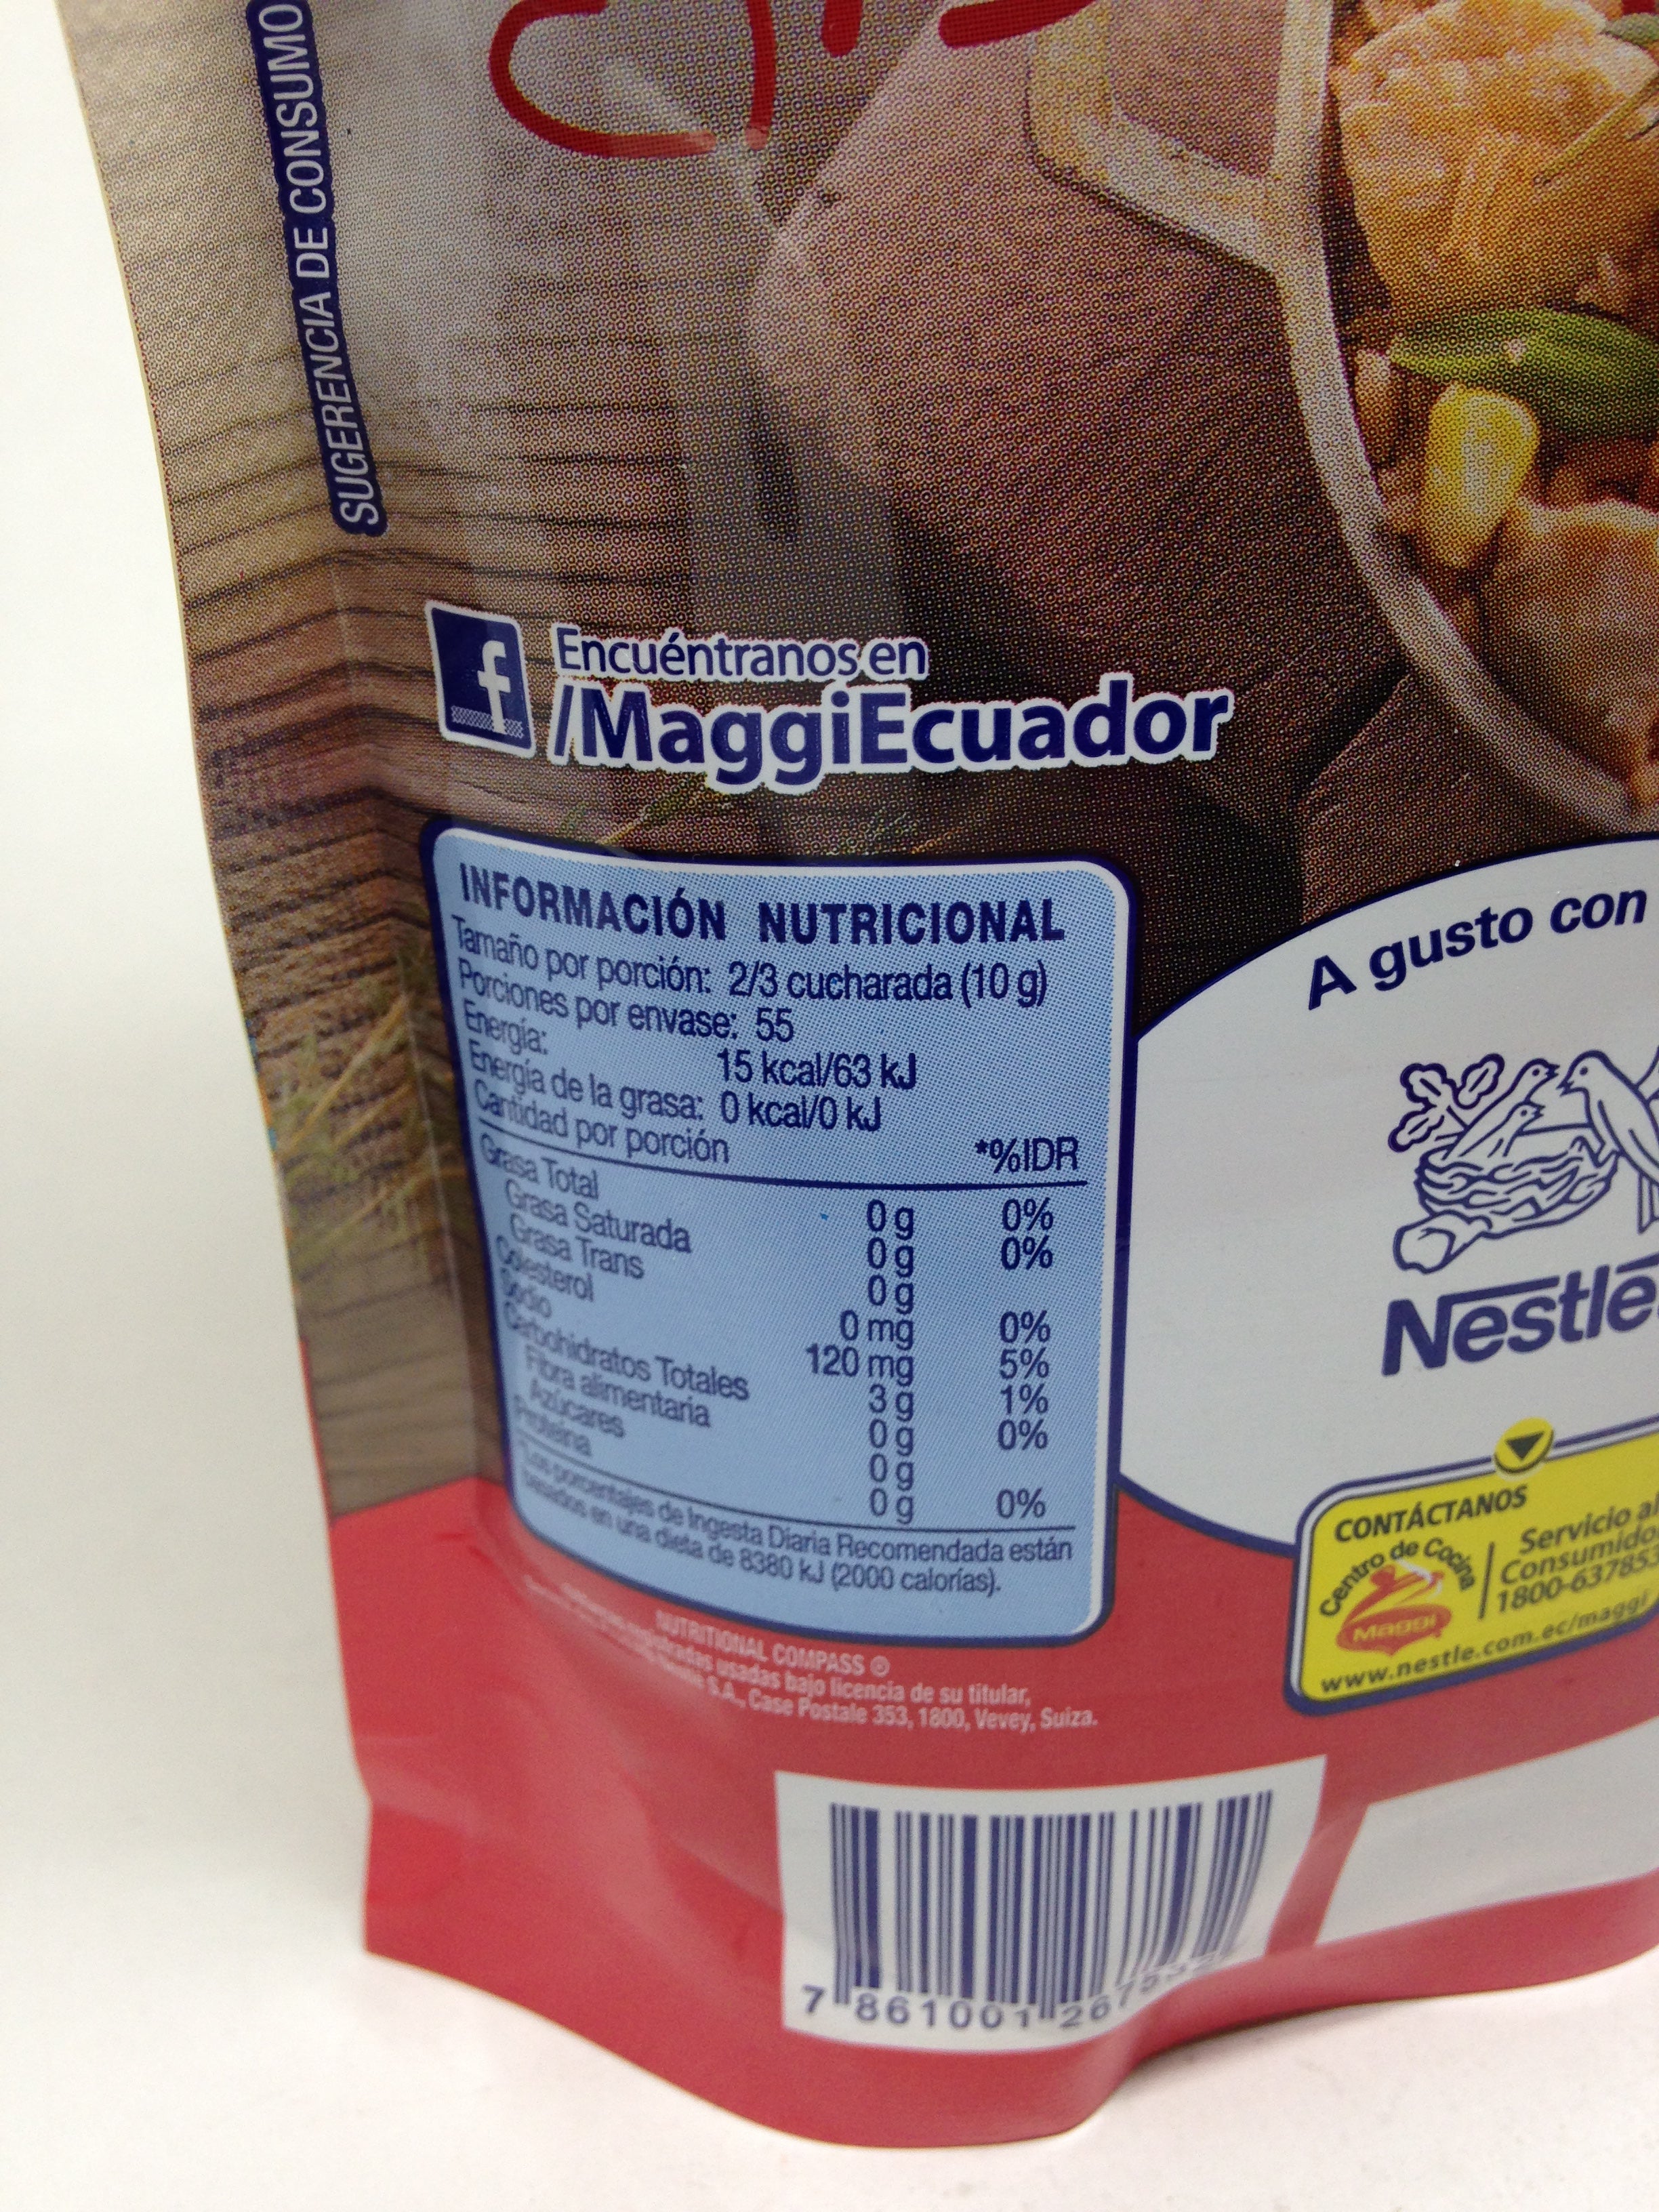 SUGERENCIA DE CONSUMO
f
Encuéntranos en
/MaggiEcuador
INFORMACIÓN NUTRICIONAL
Tamaño por porción: 2/3 cucharada (10 g)
Porciones por envase: 55
Energía: 15 kcal/63 kJ
Energía de la grasa: 0 kcal/0 kJ
Cantidad por porción *%IDR
Grasa Total 0 g 0%
Grasa Saturada 0 g 0%
Grasa Trans 0 g
Colesterol 0 mg 0%
Sodio 120 mg 5%
Carbohidratos Totales 3 g 1%
Fibra alimentaria 0 g 0%
Azúcares 0 g
Proteína 0 g 0%
*Los porcentajes de Ingesta Diaria Recomendada están
basados en una dieta de 8380 kJ (2000 calorías).
NUTRITIONAL COMPASS ®
usadas bajo licencia de su titular,
S.A., Case Postale 353, 1800, Vevey, Suiza.
A gusto con
Nestlé
CONTÁCTANOS
Centro de Cocina
Maggi
Servicio al
Consumidor
1800-637853
www.nestle.com.ec/maggi
7 861001 267